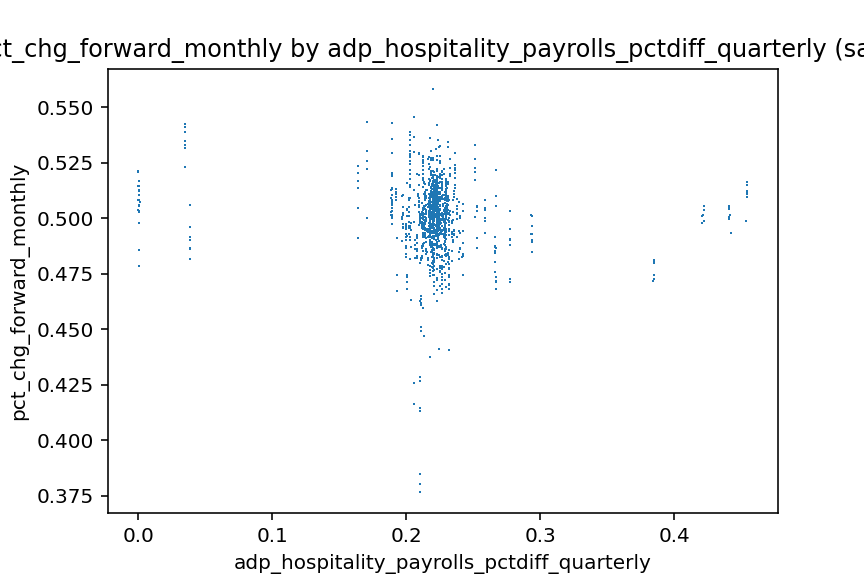 ct_chg_forward_monthly by adp_hospitality_payrolls_pctdiff_quarterly (sa
0.550
0.525
0.500
0.475
0.450
0.425
0.400
0.375
pct_chg_forward_monthly
0.0 0.1 0.2 0.3 0.4
adp_hospitality_payrolls_pctdiff_quarterly